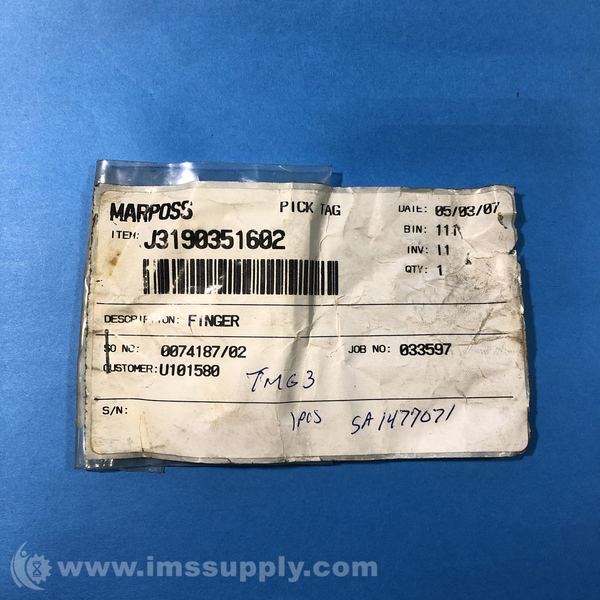 MARPOSS PICK TAG DATE: 05/03/07
ITEM: J3190351602 BIN: 111
INV: 11
QTY: 1
DESCRIPTION: FINGER
SO NO: 0074187/02 JOB NO: 033597
CUSTOMER: U101580
TMG3
S/N:
1POS SA1477071
www.imssupply.com